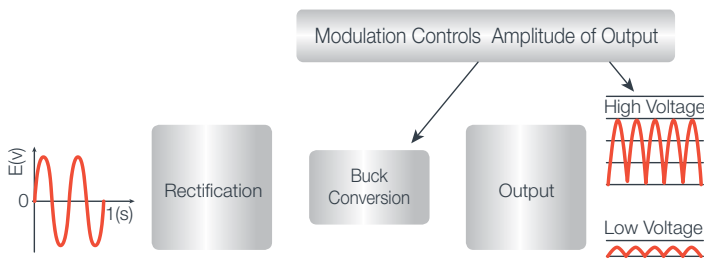 Modulation Controls Amplitude of Output
High Voltage
E(v)
0
1(s)
Rectification
Buck
Conversion
Output
Low Voltage